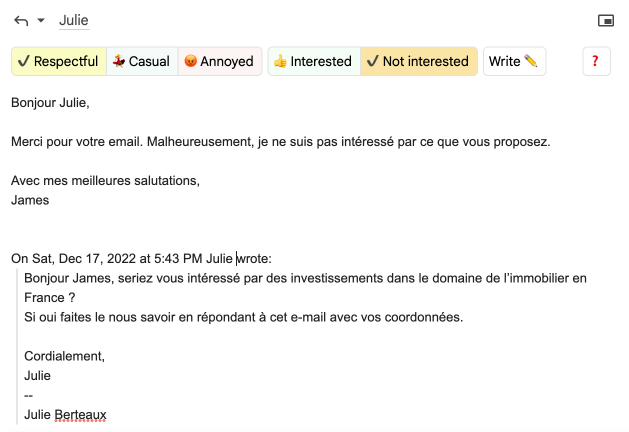 Julie
✓ Respectful 💃 Casual 😡 Annoyed 👍 Interested ✓ Not interested Write ✏️ ?
Bonjour Julie,
Merci pour votre email. Malheureusement, je ne suis pas intéressé par ce que vous proposez.
Avec mes meilleures salutations,
James
On Sat, Dec 17, 2022 at 5:43 PM Julie wrote:
Bonjour James, seriez vous intéressé par des investissements dans le domaine de l’immobilier en
France ?
Si oui faites le nous savoir en répondant à cet e-mail avec vos coordonnées.
Cordialement,
Julie
--
Julie Berteaux